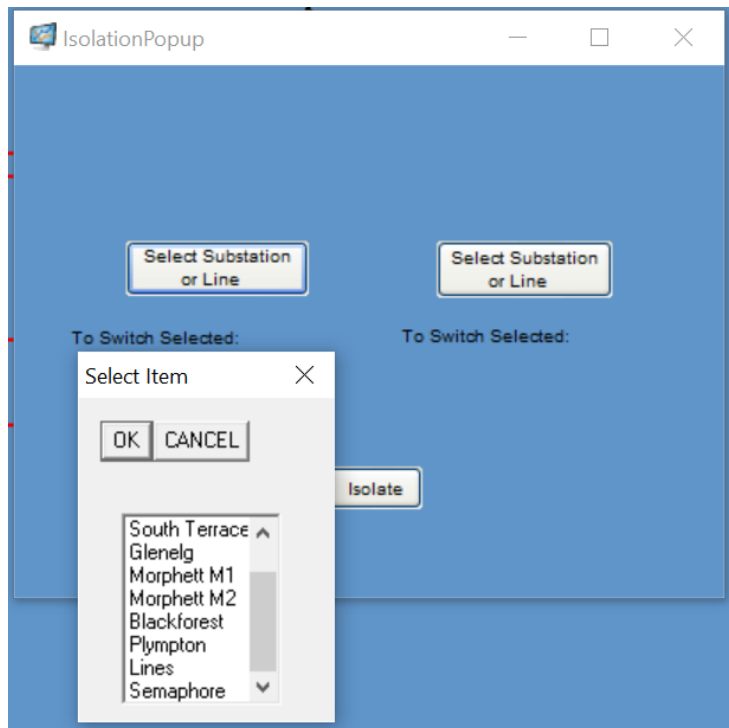 IsolationPopup
Select Substation
or Line
Select Substation
or Line
To Switch Selected:
To Switch Selected:
Select Item
OK
CANCEL
Isolate
South Terrace
Glenelg
Morphett M1
Morphett M2
Blackforest
Plympton
Lines
Semaphore